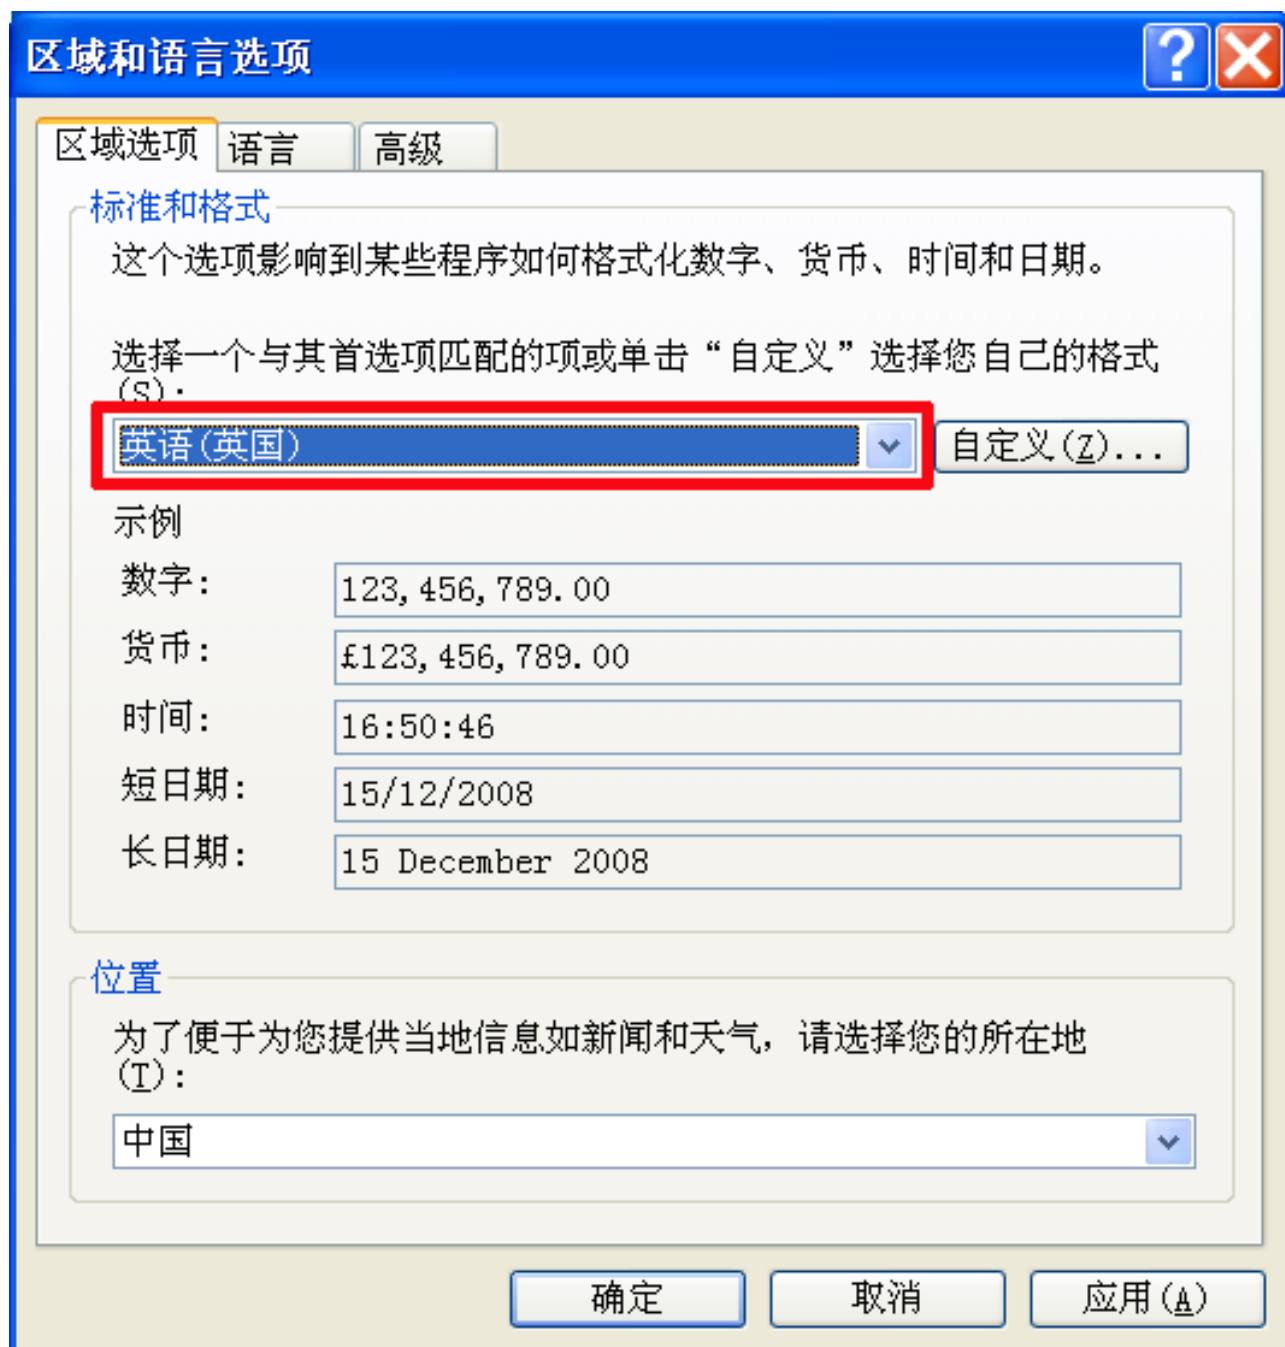 区域和语言选项
区域选项 语言 高级
标准和格式
这个选项影响到某些程序如何格式化数字、货币、时间和日期。
选择一个与其首选项匹配的项或单击“自定义”选择您自己的格式
(S):
英语(英国) 自定义(Z)...
示例
数字: 123,456,789.00
货币: £123,456,789.00
时间: 16:50:46
短日期: 15/12/2008
长日期: 15 December 2008
位置
为了便于为您提供当地信息如新闻和天气，请选择您的所在地
(T):
中国
确定 取消 应用(A)